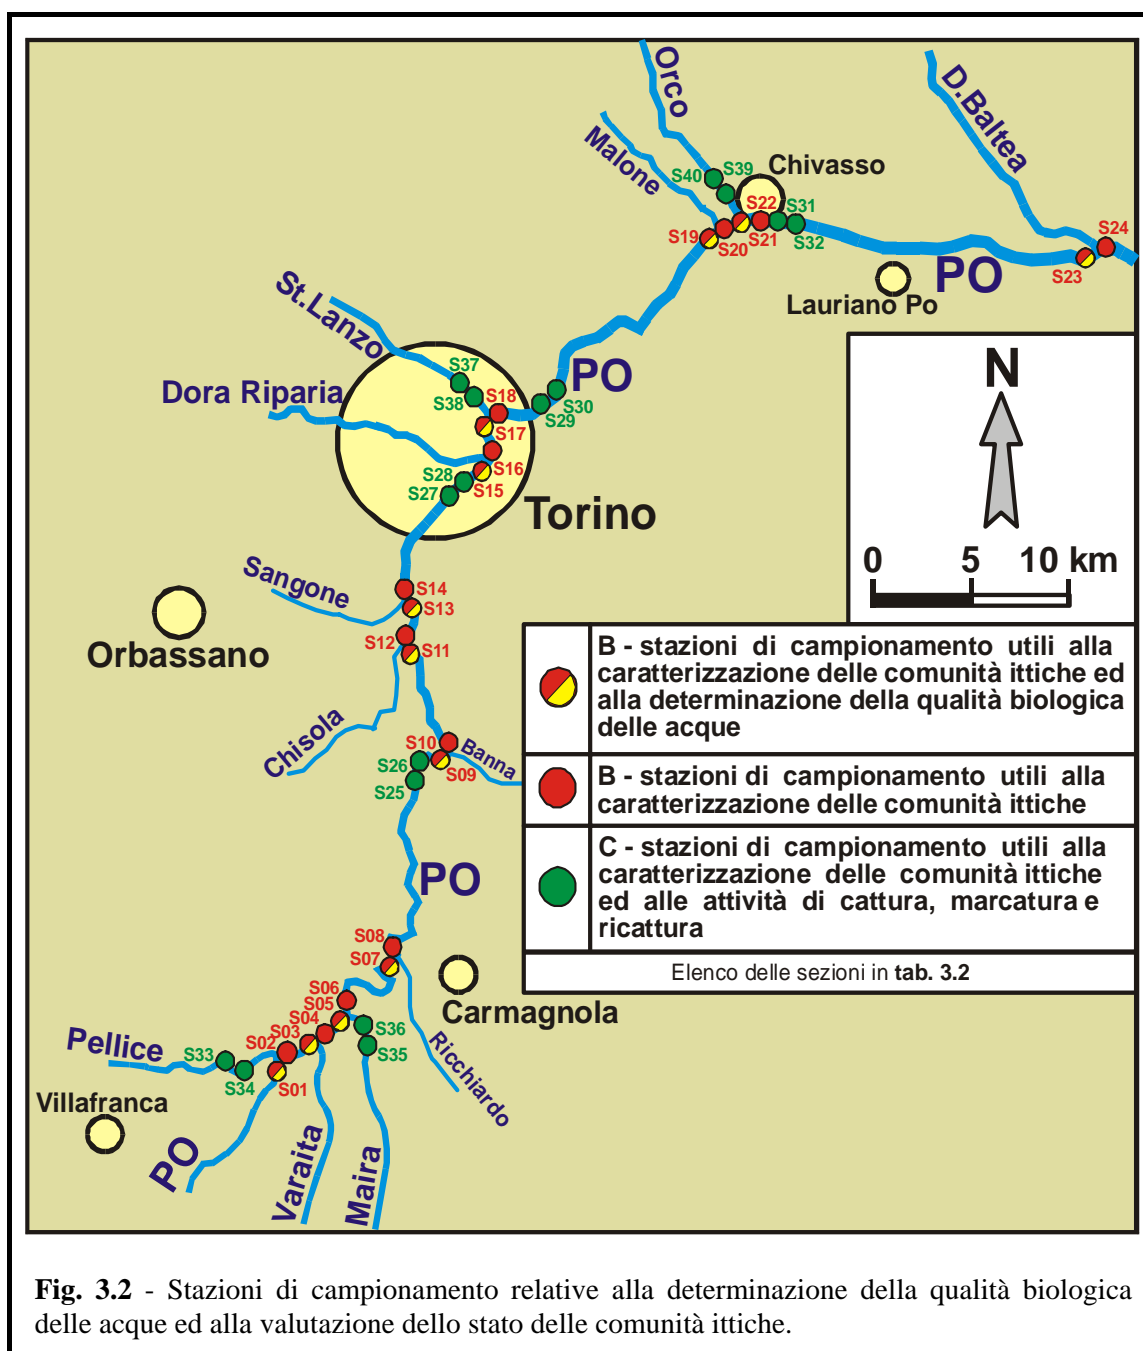 Orco
D.Baltea
Malone
Chivasso
S39
S40
S22
S31
S19
S20
S21
S32
S24
S23
PO
Lauriano Po
St.Lanzo
Dora Riparia
S37
S38
S18
S17
S30
S29
PO
S16
S28
S15
S27
Torino
N
0 5 10 km
Sangone
S14
S13
Orbassano
S12
S11
Chisola
S10
Banna
S26
S09
S25
PO
S08
S07
Carmagnola
S06
S05
S04
S03
S02
S36
S35
Ricchiardo
Pellice
S33
S34
S01
Villafranca
PO
Varaita
Maira
B - stazioni di campionamento utili alla
caratterizzazione delle comunità ittiche ed
alla determinazione della qualità biologica
delle acque
B - stazioni di campionamento utili alla
caratterizzazione delle comunità ittiche
C - stazioni di campionamento utili alla
caratterizzazione delle comunità ittiche
ed alle attività di cattura, marcatura e
ricattura
Elenco delle sezioni in tab. 3.2
Fig. 3.2 - Stazioni di campionamento relative alla determinazione della qualità biologica
delle acque ed alla valutazione dello stato delle comunità ittiche.